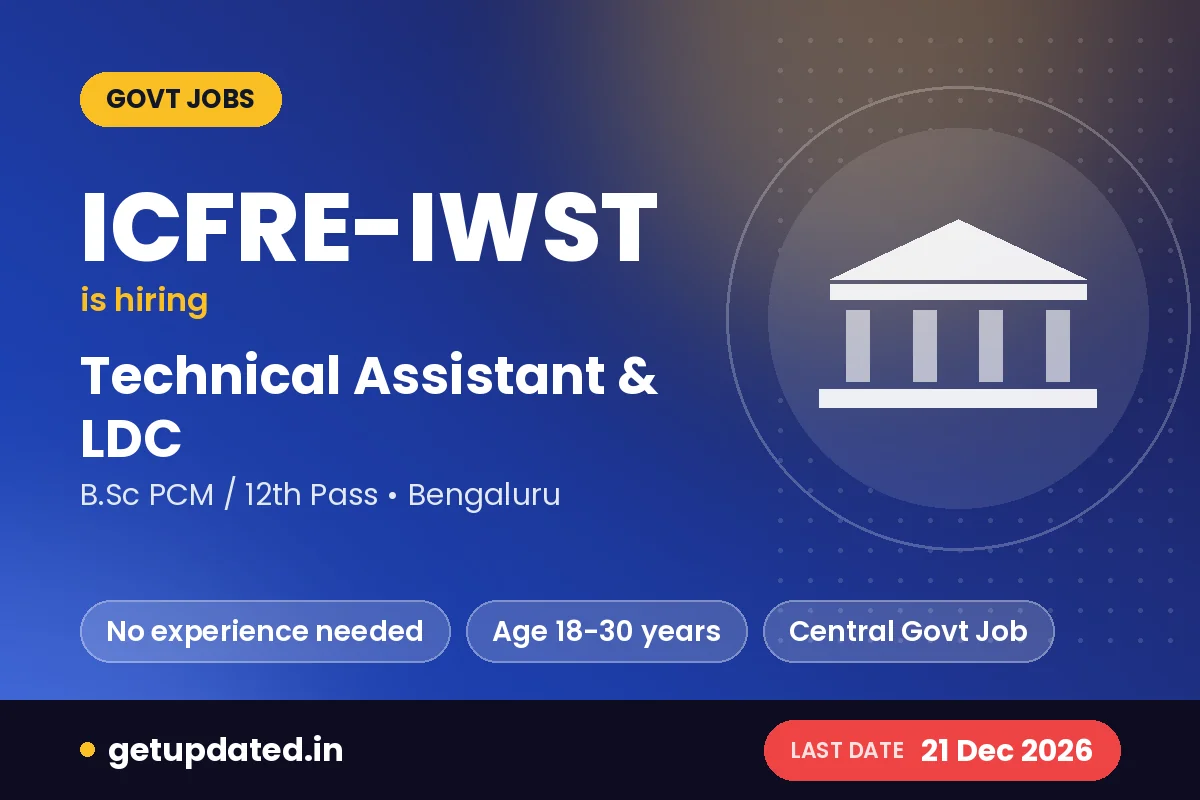 GOVT JOBS
ICFRE-IWST
is hiring
Technical Assistant &
LDC
B.Sc PCM / 12th Pass • Bengaluru
No experience needed
Age 18-30 years
Central Govt Job
getupdated.in
LAST DATE 21 Dec 2026